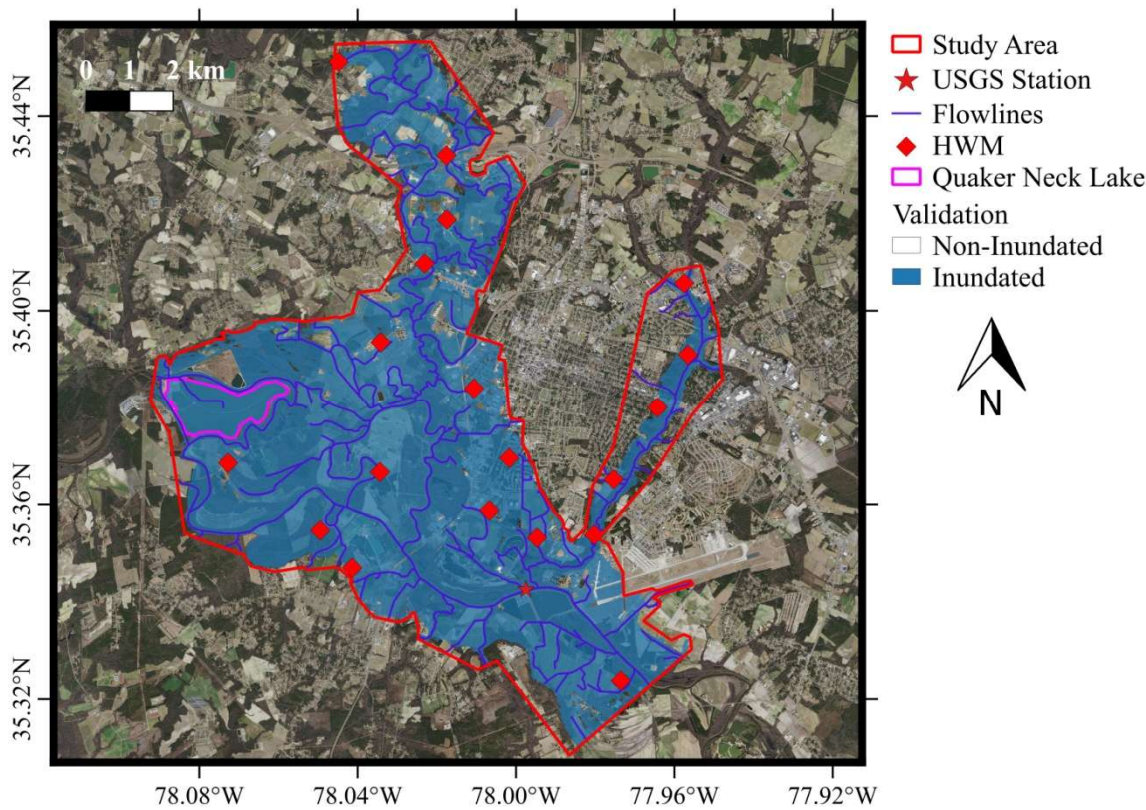 0 1 2 km
35.44°N
35.40°N
35.36°N
35.32°N
78.08°W 78.04°W 78.00°W 77.96°W 77.92°W
Study Area
USGS Station
Flowlines
HWM
Quaker Neck Lake
Validation
Non-Inundated
Inundated
N